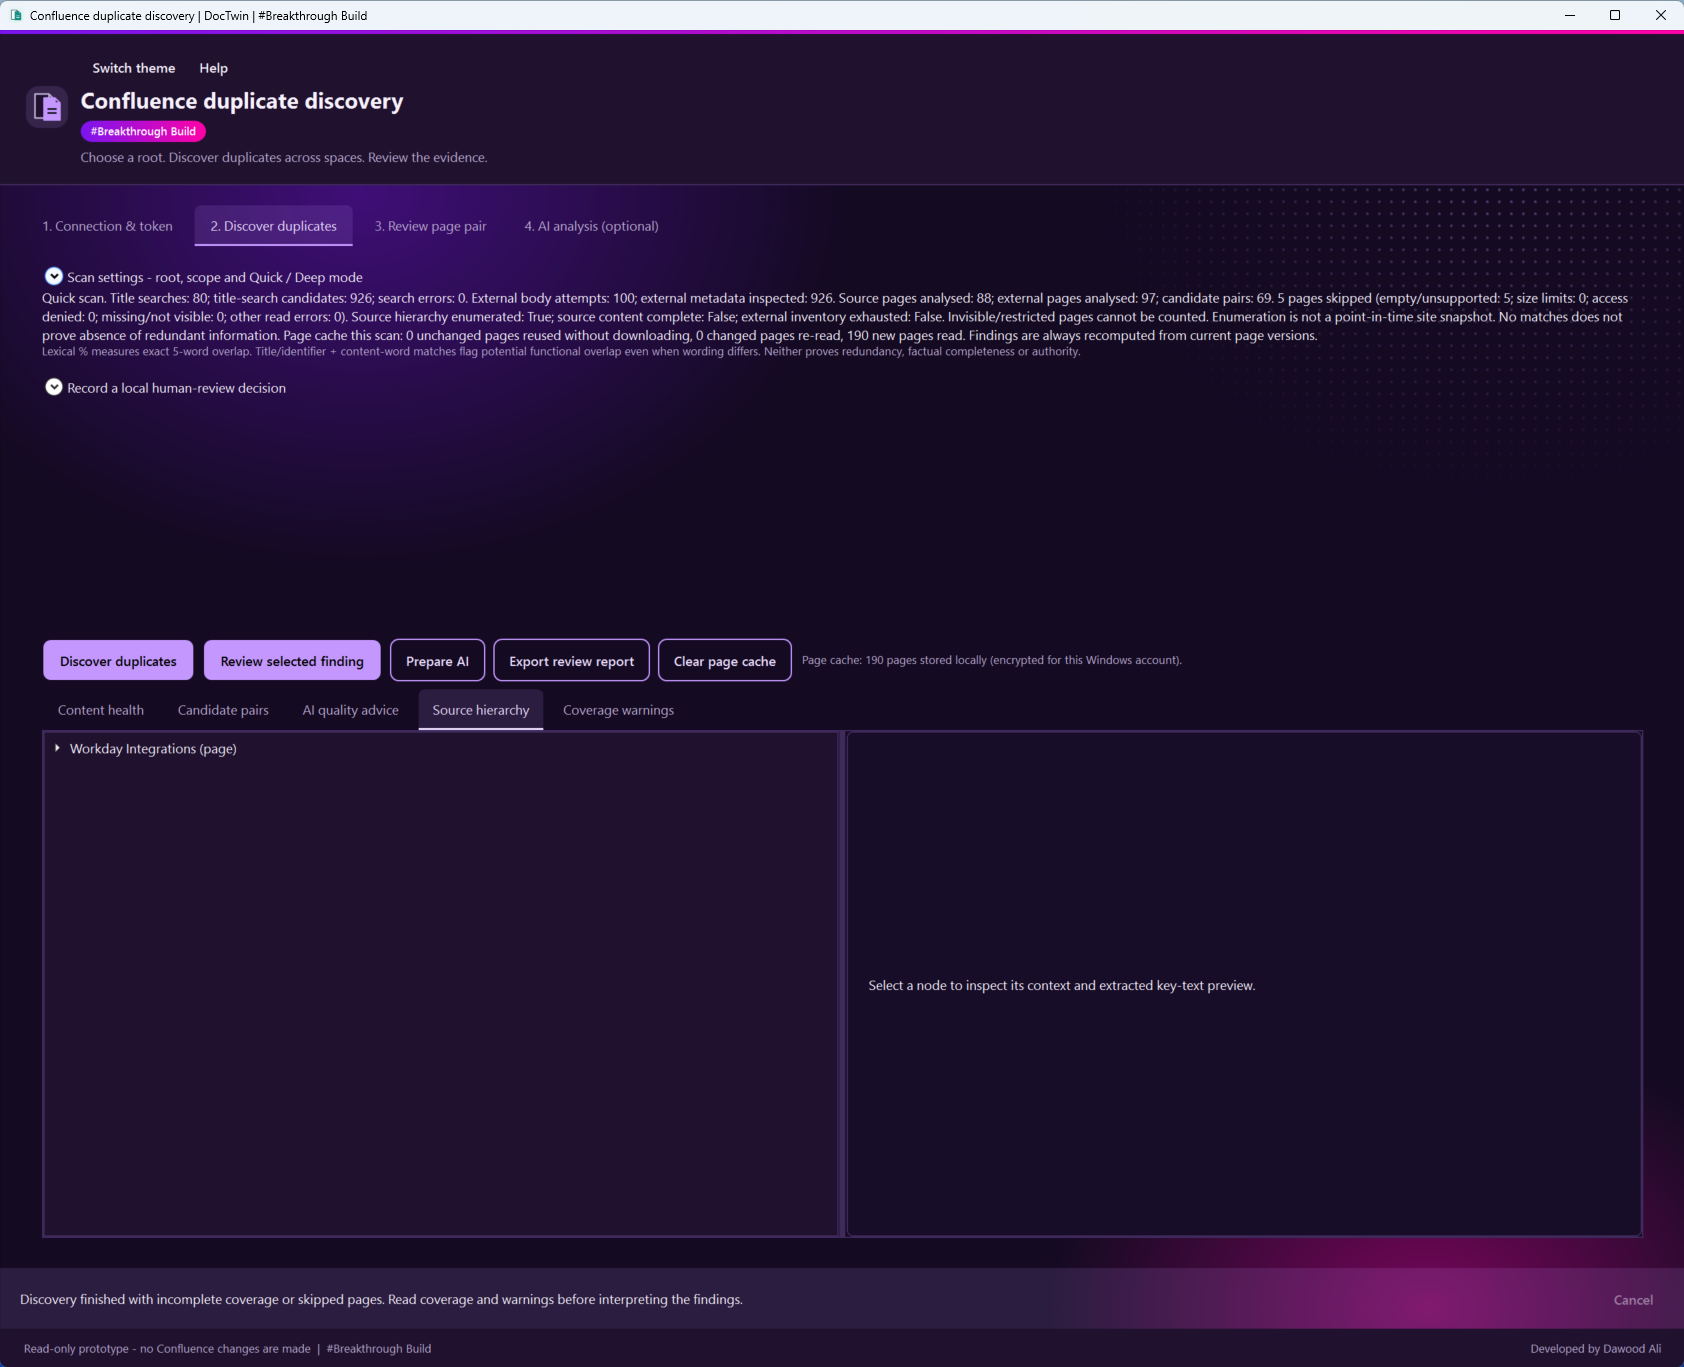 Confluence duplicate discovery | DocTwin | #Breakthrough Build
Switch theme Help
Confluence duplicate discovery
#Breakthrough Build
Choose a root. Discover duplicates across spaces. Review the evidence.
1. Connection & token 2. Discover duplicates 3. Review page pair 4. AI analysis (optional)
Scan settings - root, scope and Quick / Deep mode
Quick scan. Title searches: 80; title-search candidates: 926; search errors: 0. External body attempts: 100; external metadata inspected: 926. Source pages analysed: 88; external pages analysed: 97; candidate pairs: 69. 5 pages skipped (empty/unsupported: 5; size limits: 0; access
denied: 0; missing/not visible: 0; other read errors: 0). Source hierarchy enumerated: True; source content complete: False; external inventory exhausted: False. Invisible/restricted pages cannot be counted. Enumeration is not a point-in-time site snapshot. No matches does not
prove absence of redundant information. Page cache this scan: 0 unchanged pages reused without downloading, 0 changed pages re-read, 190 new pages read. Findings are always recomputed from current page versions.
Lexical % measures exact 5-word overlap. Title/identifier + content-word matches flag potential functional overlap even when wording differs. Neither proves redundancy, factual completeness or authority.
Record a local human-review decision
Discover duplicates Review selected finding Prepare AI Export review report Clear page cache Page cache: 190 pages stored locally (encrypted for this Windows account).
Content health Candidate pairs AI quality advice Source hierarchy Coverage warnings
Workday Integrations (page)
Select a node to inspect its context and extracted key-text preview.
Discovery finished with incomplete coverage or skipped pages. Read coverage and warnings before interpreting the findings. Cancel
Read-only prototype - no Confluence changes are made | #Breakthrough Build Developed by Dawood Ali